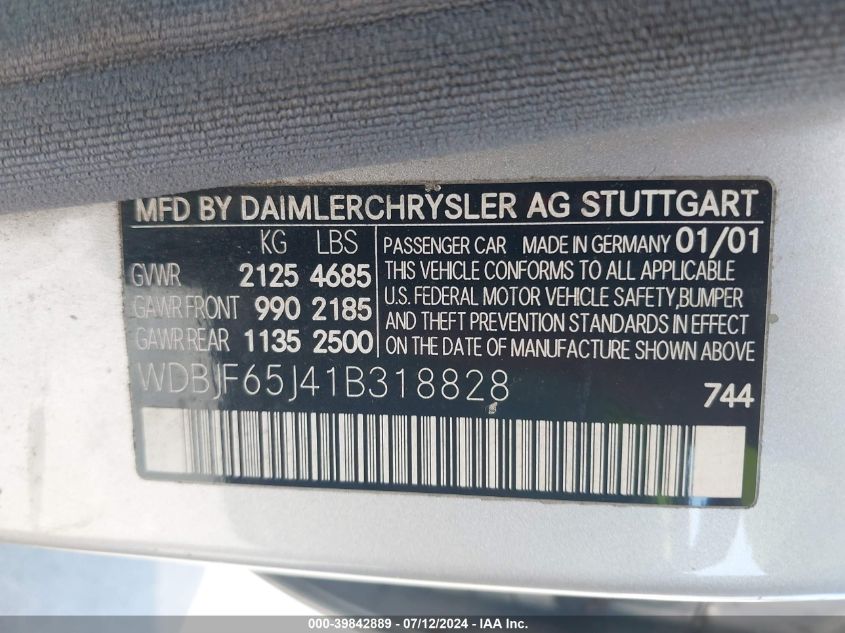 MFD BY DAIMLERCHRYSLER AG STUTTGART
KG LBS
GVWR 2125 4685
GAWR FRONT 990 2185
GAWR REAR 1135 2500
PASSENGER CAR MADE IN GERMANY 01/01
THIS VEHICLE CONFORMS TO ALL APPLICABLE
U.S. FEDERAL MOTOR VEHICLE SAFETY,BUMPER
AND THEFT PREVENTION STANDARDS IN EFFECT
ON THE DATE OF MANUFACTURE SHOWN ABOVE
WDBJF65J41B318828
744
000-39842889 - 07/12/2024 - IAA, Inc.